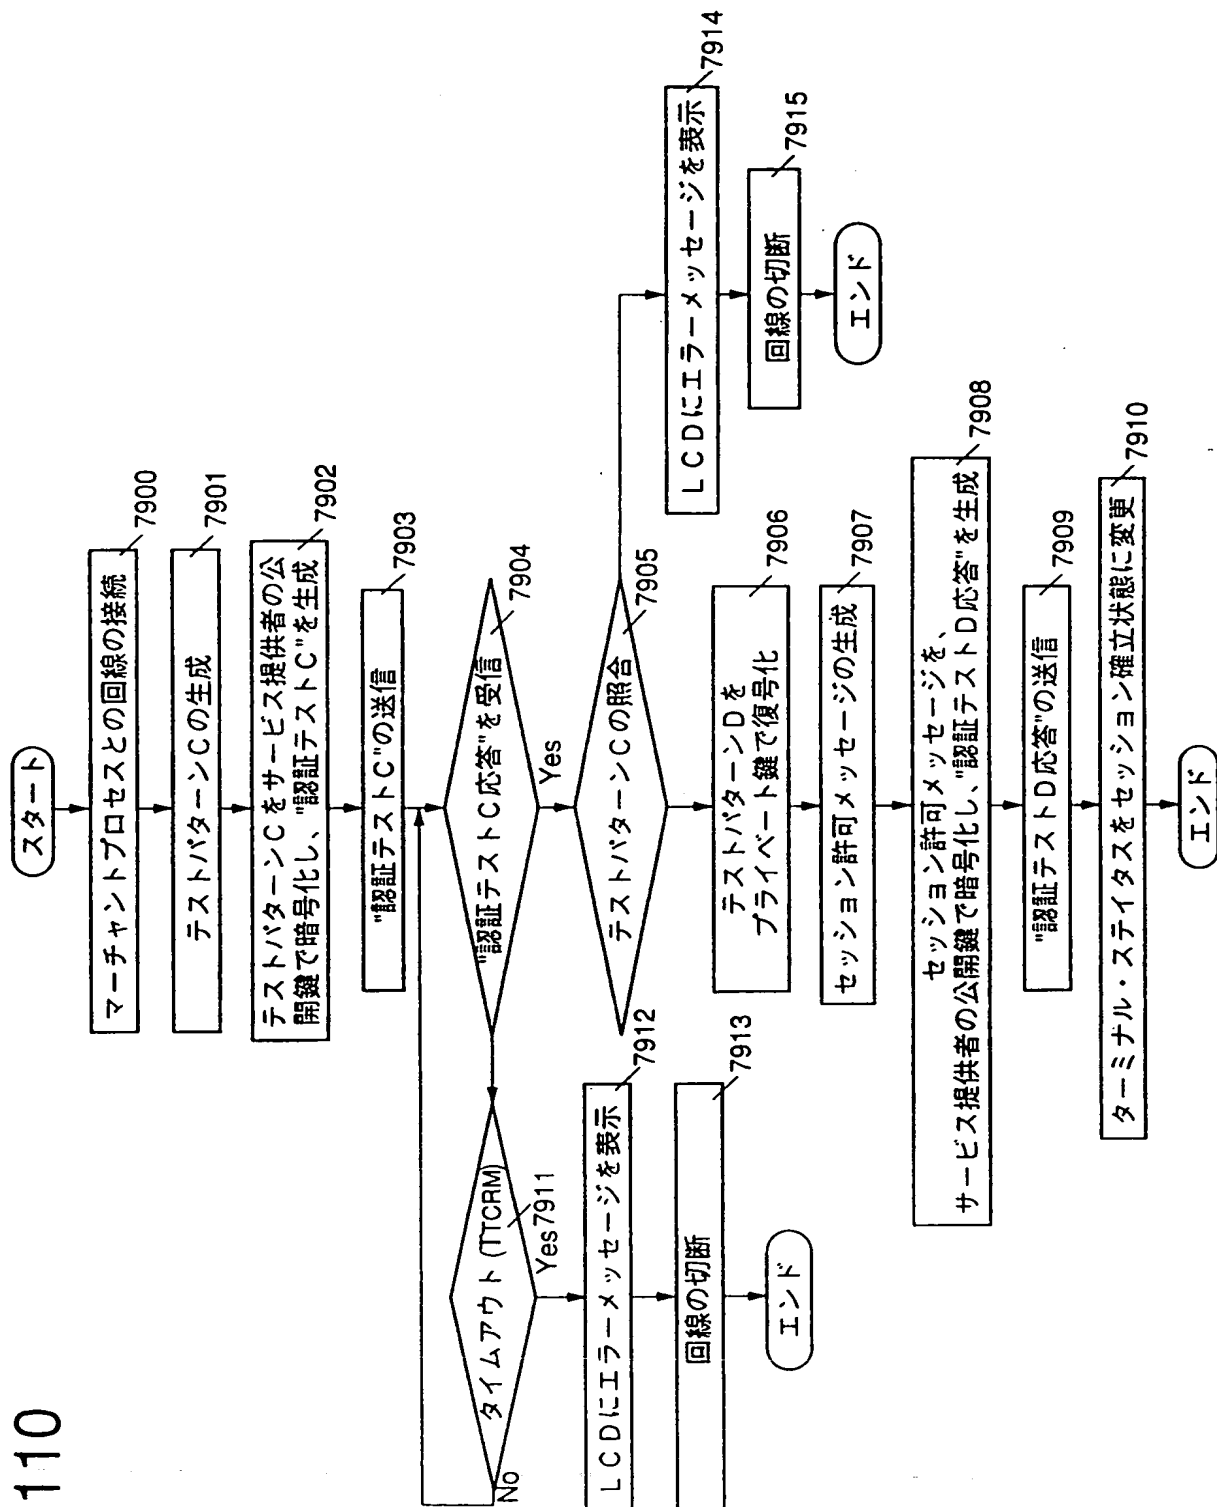 110
スタート
マーチャントプロセスとの回線の接続
7900
テストパターンCの生成
7901
テストパターンCをサービス提供者の公
開鍵で暗号化し、"認証テストC"を生成
7902
"認証テストC"の送信
7903
"認証テストC応答"を受信
7904
Yes
タイムアウト(TTCRM)
7911
No
Yes
LCDにエラーメッセージを表示
7912
回線の切断
7913
エンド
テストパターンCの照合
7905
LCDにエラーメッセージを表示
7914
回線の切断
7915
エンド
テストパターンDを
プライベート鍵で復号化
7906
セッション許可メッセージの生成
7907
セッション許可メッセージを、
サービス提供者の公開鍵で暗号化し、"認証テストD応答"を生成
7908
"認証テストD応答"の送信
7909
ターミナル・ステイタスをセッション確立状態に変更
7910
エンド